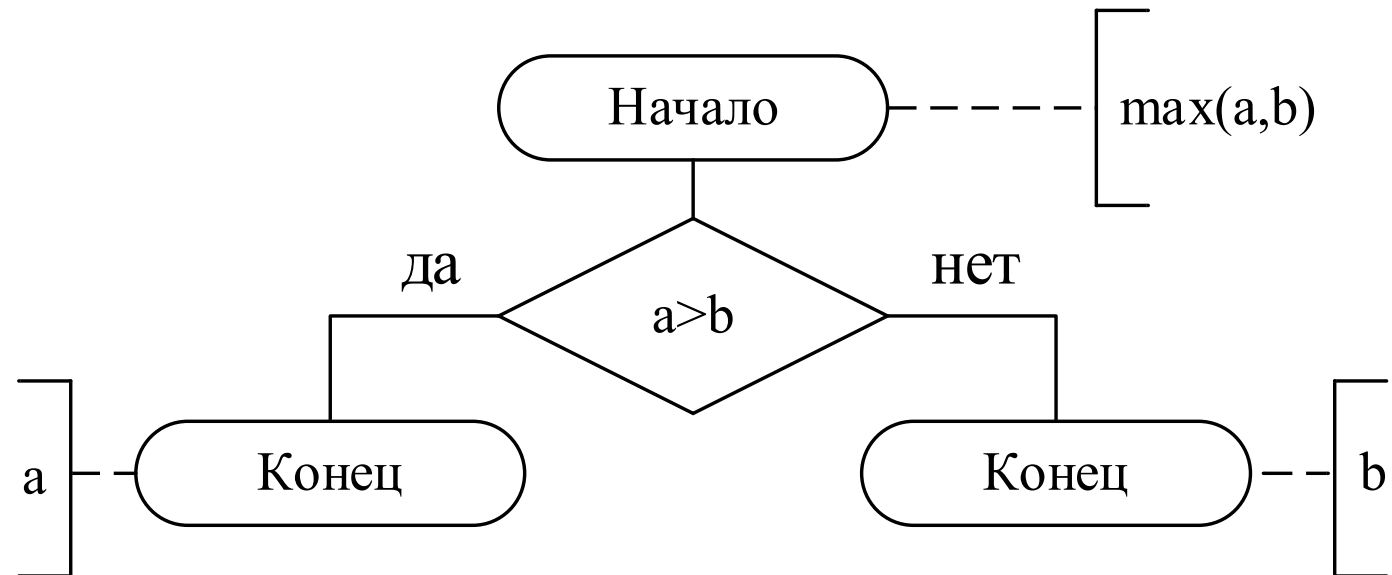 Начало
max(a,b)
да
нет
a>b
a
Конец
Конец
b